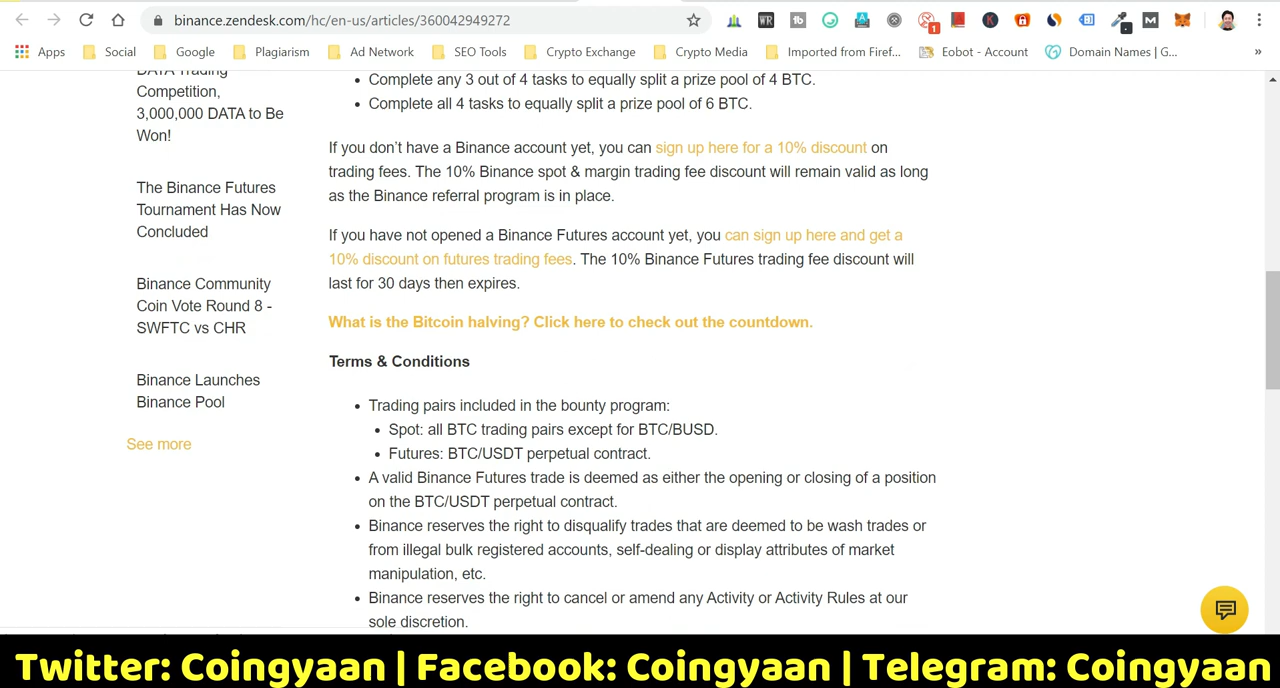 binance.zendesk.com/hc/en-us/articles/360042949272
Apps Social Google Plagiarism Ad Network SEO Tools Crypto Exchange Crypto Media Imported from Firef... Eobot - Account Domain Names | G... »
DATA Trading
Competition,
3,000,000 DATA to Be
Won!
The Binance Futures
Tournament Has Now
Concluded
Binance Community
Coin Vote Round 8 -
SWFTC vs CHR
Binance Launches
Binance Pool
See more
• Complete any 3 out of 4 tasks to equally split a prize pool of 4 BTC.
• Complete all 4 tasks to equally split a prize pool of 6 BTC.
If you don’t have a Binance account yet, you can sign up here for a 10% discount on
trading fees. The 10% Binance spot & margin trading fee discount will remain valid as long
as the Binance referral program is in place.
If you have not opened a Binance Futures account yet, you can sign up here and get a
10% discount on futures trading fees. The 10% Binance Futures trading fee discount will
last for 30 days then expires.
What is the Bitcoin halving? Click here to check out the countdown.
Terms & Conditions
• Trading pairs included in the bounty program:
• Spot: all BTC trading pairs except for BTC/BUSD.
• Futures: BTC/USDT perpetual contract.
• A valid Binance Futures trade is deemed as either the opening or closing of a position
on the BTC/USDT perpetual contract.
• Binance reserves the right to disqualify trades that are deemed to be wash trades or
from illegal bulk registered accounts, self-dealing or display attributes of market
manipulation, etc.
• Binance reserves the right to cancel or amend any Activity or Activity Rules at our
sole discretion.
Twitter: Coingyaan | Facebook: Coingyaan | Telegram: Coingyaan